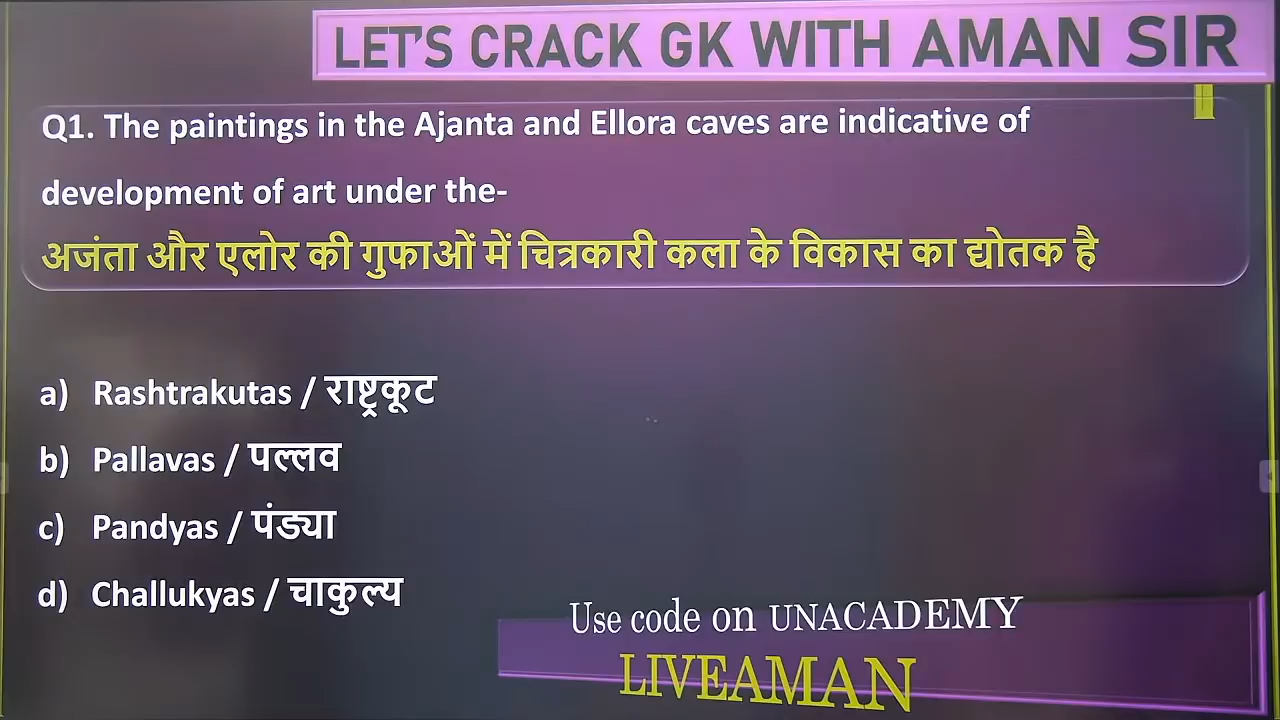 LET'S CRACK GK WITH AMAN SIR
Q1. The paintings in the Ajanta and Ellora caves are indicative of
development of art under the-
अजंता और एलोर की गुफाओं में चित्रकारी कला के विकास का द्योतक है
a) Rashtrakutas / राष्ट्रकूट
b) Pallavas / पल्लव
c) Pandyas / पंड्या
d) Challukyas / चाकुल्य
Use code on UNACADEMY
LIVEAMAN